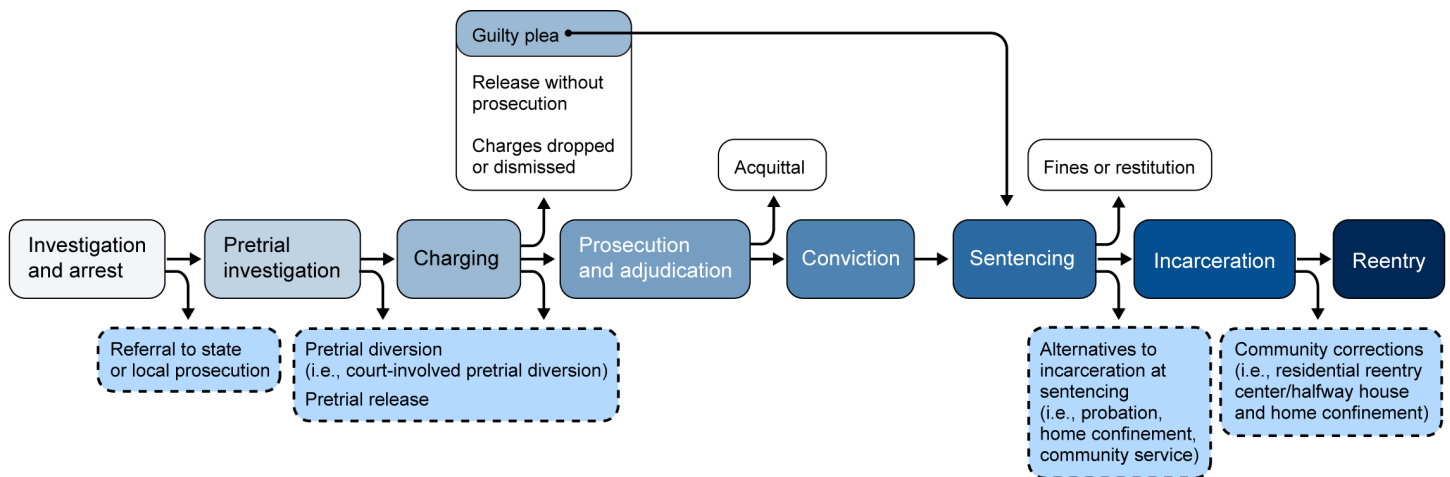 Guilty plea
Release without
prosecution
Charges dropped
or dismissed
Acquittal
Fines or restitution
Investigation
and arrest
Pretrial
investigation
Charging
Prosecution
and adjudication
Conviction
Sentencing
Incarceration
Reentry
Referral to state
or local prosecution
Pretrial diversion
(i.e., court-involved pretrial diversion)
Pretrial release
Alternatives to
incarceration at
sentencing
(i.e., probation,
home confinement,
community service)
Community corrections
(i.e., residential reentry
center/halfway house
and home confinement)